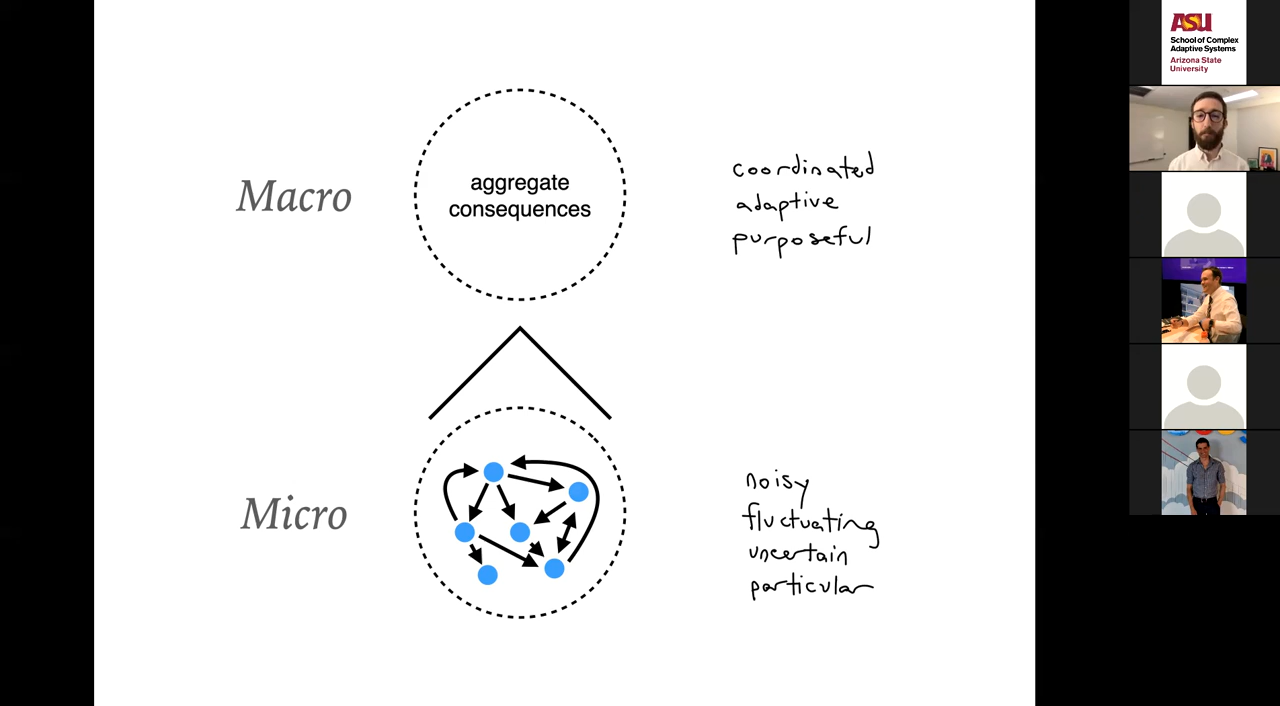 Macro
aggregate
consequences
coordinated
adaptive
purposeful
Micro
noisy
fluctuating
uncertain
particular
ASU
School of Complex
Adaptive Systems
Arizona State
University